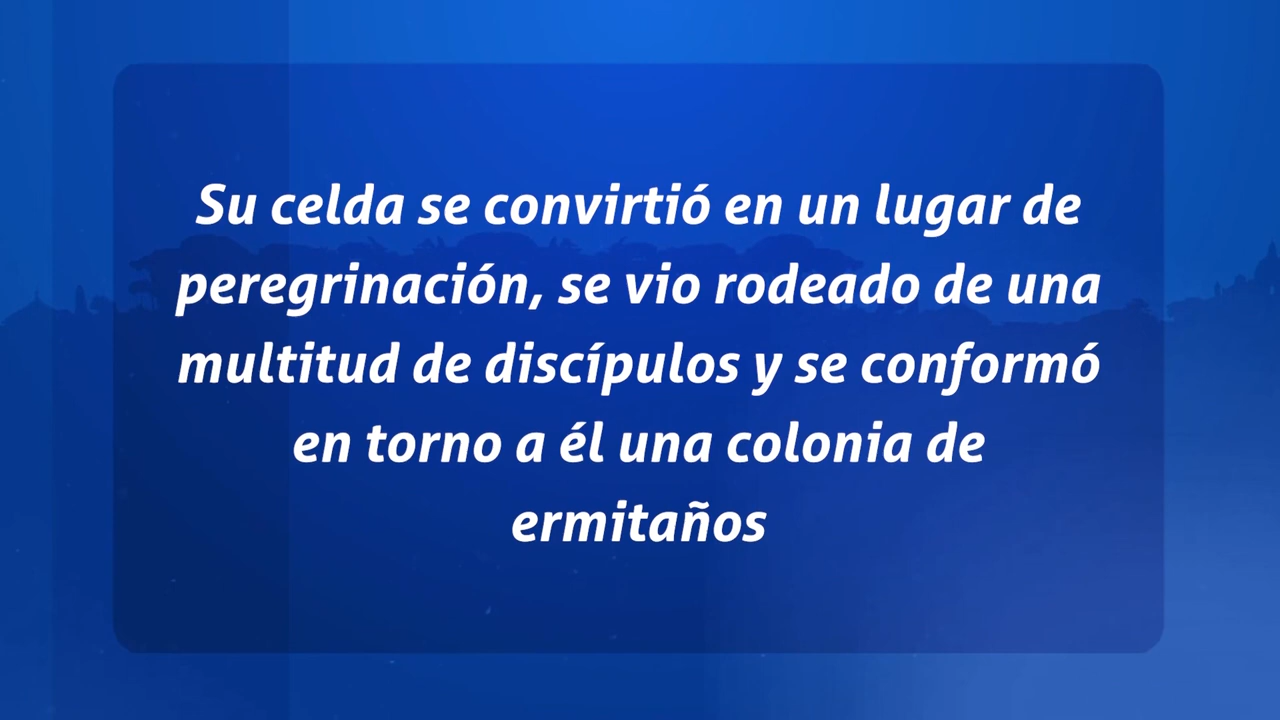 Su celda se convirtió en un lugar de
peregrinación, se vio rodeado de una
multitud de discípulos y se conformó
en torno a él una colonia de
ermitaños